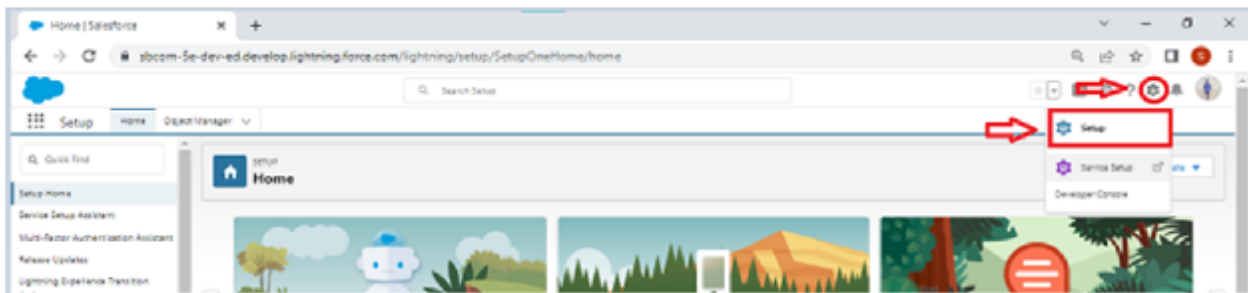 Home | Salesforce
sbcom-5e-dev-ed.develop.lightning.force.com/lightning/setup/SetupOneHome/home
S
Search Setup
?
Setup Home Object Manager
Setup
Quick Find
SETUP
Home
Service Setup
Developer Console
Setup Home
Service Setup Assistant
Multi-Factor Authentication Assistant
Release Updates
Lightning Experience Transition